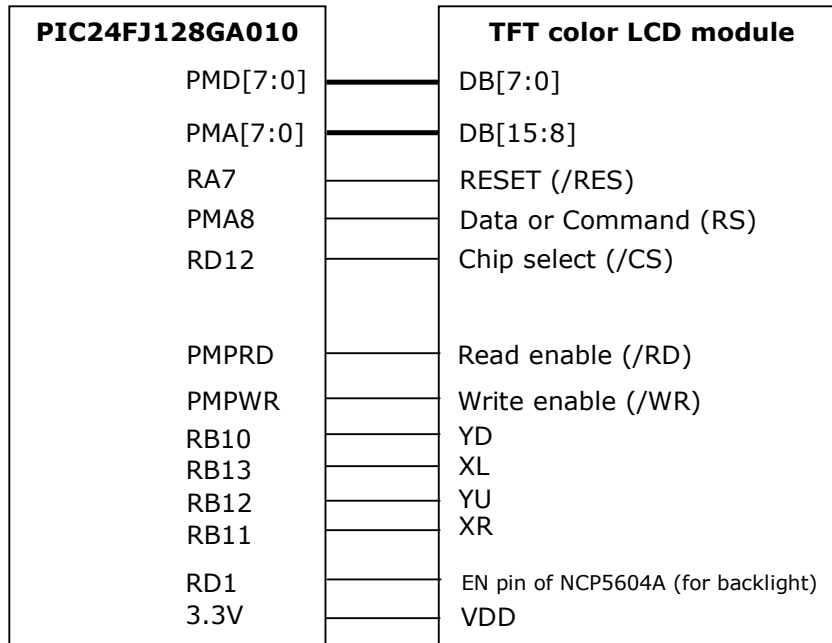 PIC24FJ128GA010 TFT color LCD module
PMD[7:0] DB[7:0]
PMA[7:0] DB[15:8]
RA7 RESET (/RES)
PMA8 Data or Command (RS)
RD12 Chip select (/CS)
PMPRD Read enable (/RD)
PMPWR Write enable (/WR)
RB10 YD
RB13 XL
RB12 YU
RB11 XR
RD1 EN pin of NCP5604A (for backlight)
3.3V VDD